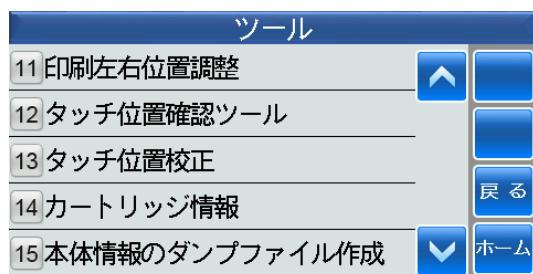 ツール
11 印刷左右位置調整
12 タッチ位置確認ツール
13 タッチ位置校正
14 カートリッジ情報
15 本体情報のダンプファイル作成
戻る
ホーム